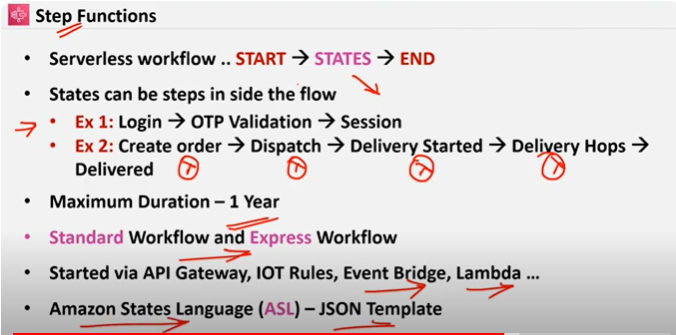 Step Functions
• Serverless workflow .. START → STATES → END
• States can be steps in side the flow
• Ex 1: Login → OTP Validation → Session
• Ex 2: Create order → Dispatch → Delivery Started → Delivery Hops →
Delivered T T T T
• Maximum Duration – 1 Year
• Standard Workflow and Express Workflow
• Started via API Gateway, IOT Rules, Event Bridge, Lambda ...
• Amazon States Language (ASL) – JSON Template